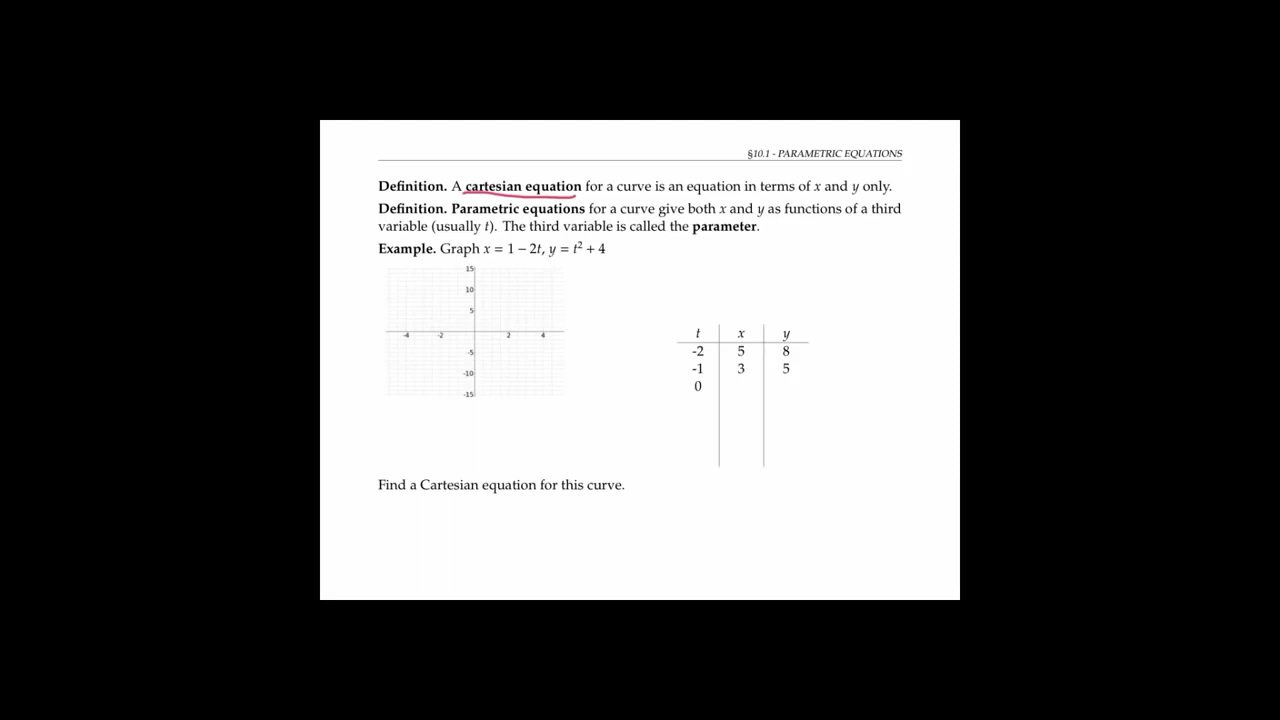 §10.1 - PARAMETRIC EQUATIONS
Definition. A cartesian equation for a curve is an equation in terms of x and y only.
Definition. Parametric equations for a curve give both x and y as functions of a third
variable (usually t). The third variable is called the parameter.
Example. Graph x = 1 − 2t, y = t² + 4
15
10
5
-4 -2 2 4
-5
-10
-15
t x y
-2 5 8
-1 3 5
0
Find a Cartesian equation for this curve.